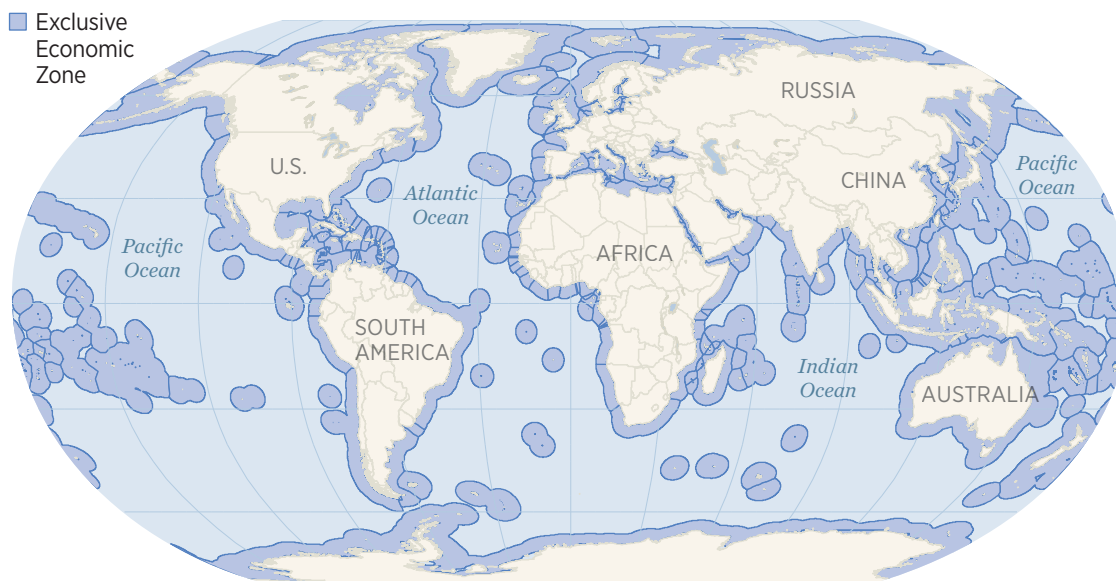 Exclusive
Economic
Zone
RUSSIA
U.S.
CHINA
Pacific
Ocean
Atlantic
Ocean
Pacific
Ocean
AFRICA
SOUTH
AMERICA
Indian
Ocean
AUSTRALIA